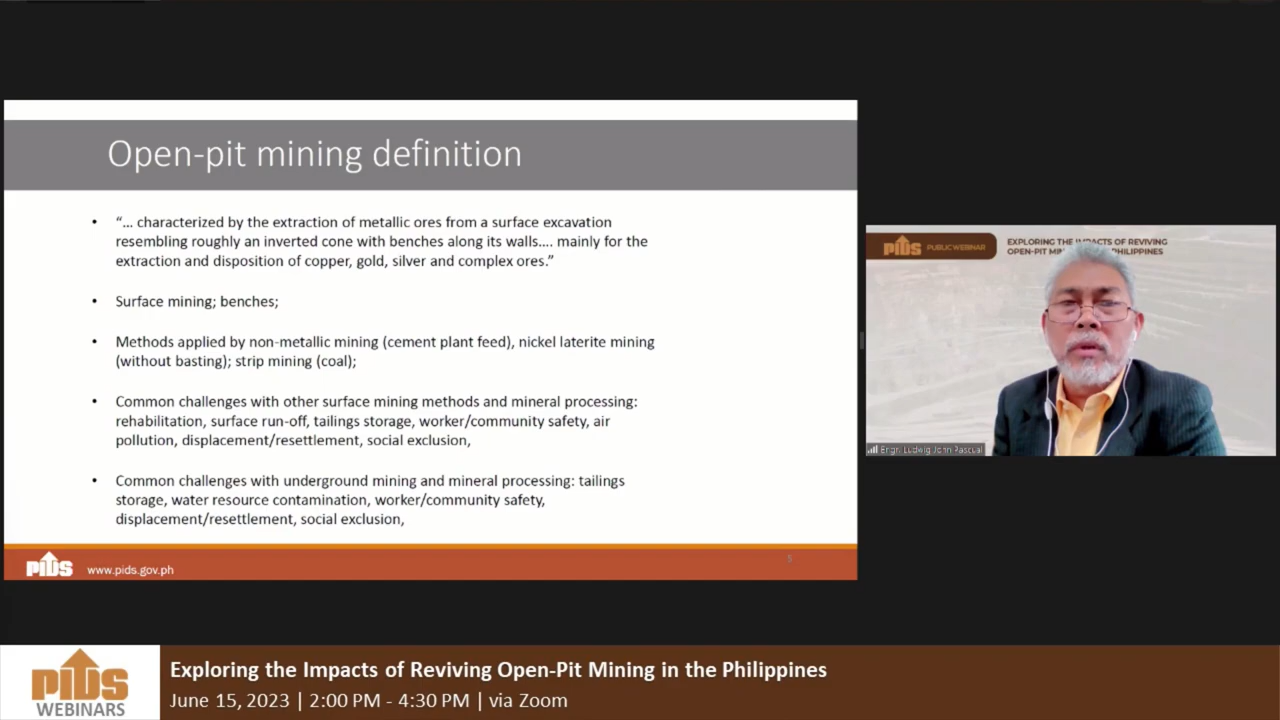 Open-pit mining definition
• “... characterized by the extraction of metallic ores from a surface excavation
resembling roughly an inverted cone with benches along its walls.... mainly for the
extraction and disposition of copper, gold, silver and complex ores.”
• Surface mining; benches;
• Methods applied by non-metallic mining (cement plant feed), nickel laterite mining
(without basting); strip mining (coal);
• Common challenges with other surface mining methods and mineral processing:
rehabilitation, surface run-off, tailings storage, worker/community safety, air
pollution, displacement/resettlement, social exclusion,
• Common challenges with underground mining and mineral processing: tailings
storage, water resource contamination, worker/community safety,
displacement/resettlement, social exclusion,
5
PIDS
www.pids.gov.ph
PIDS PUBLIC WEBINAR
EXPLORING THE IMPACTS OF REVIVING
OPEN-PIT PHILIPPINES
Engr. Ludwig John Pascual
PIDS
WEBINARS
Exploring the Impacts of Reviving Open-Pit Mining in the Philippines
June 15, 2023 | 2:00 PM - 4:30 PM | via Zoom